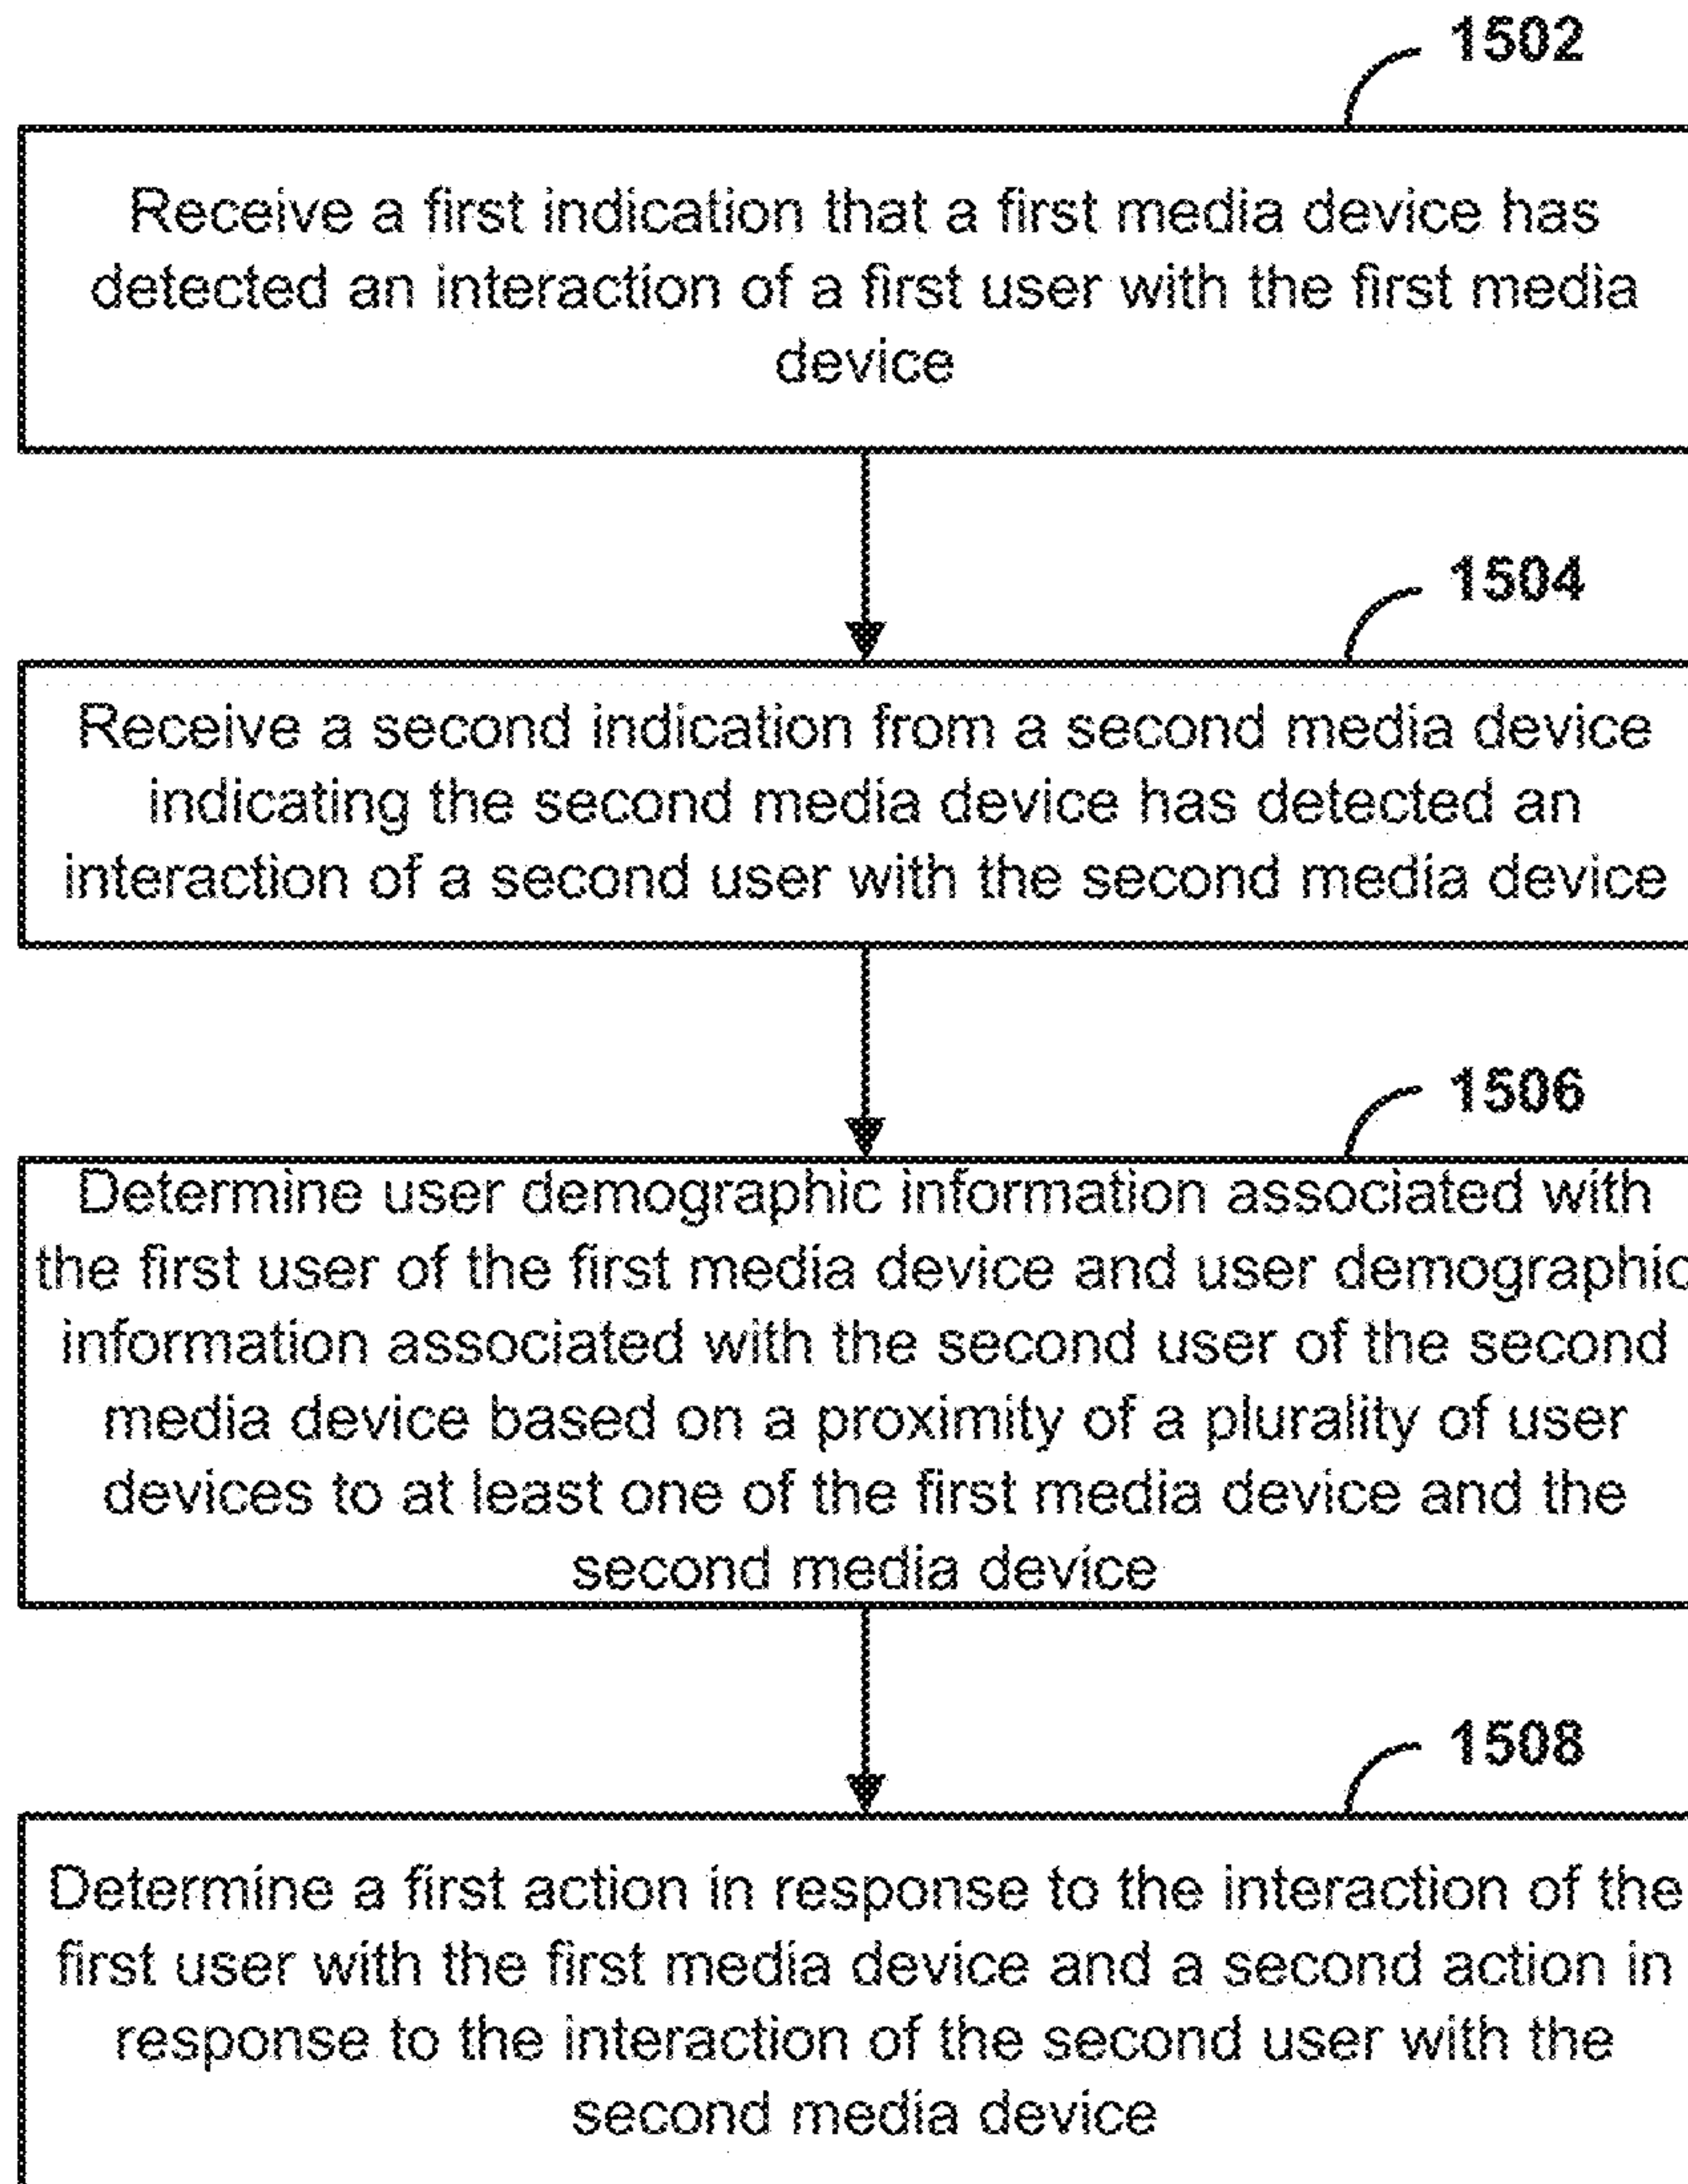 1502
Receive a first indication that a first media device has
detected an interaction of a first user with the first media
device
1504
Receive a second indication from a second media device
indicating the second media device has detected an
interaction of a second user with the second media device
1506
Determine user demographic information associated with
the first user of the first media device and user demographic
information associated with the second user of the second
media device based on a proximity of a plurality of user
devices to at least one of the first media device and the
second media device
1508
Determine a first action in response to the interaction of the
first user with the first media device and a second action in
response to the interaction of the second user with the
second media device